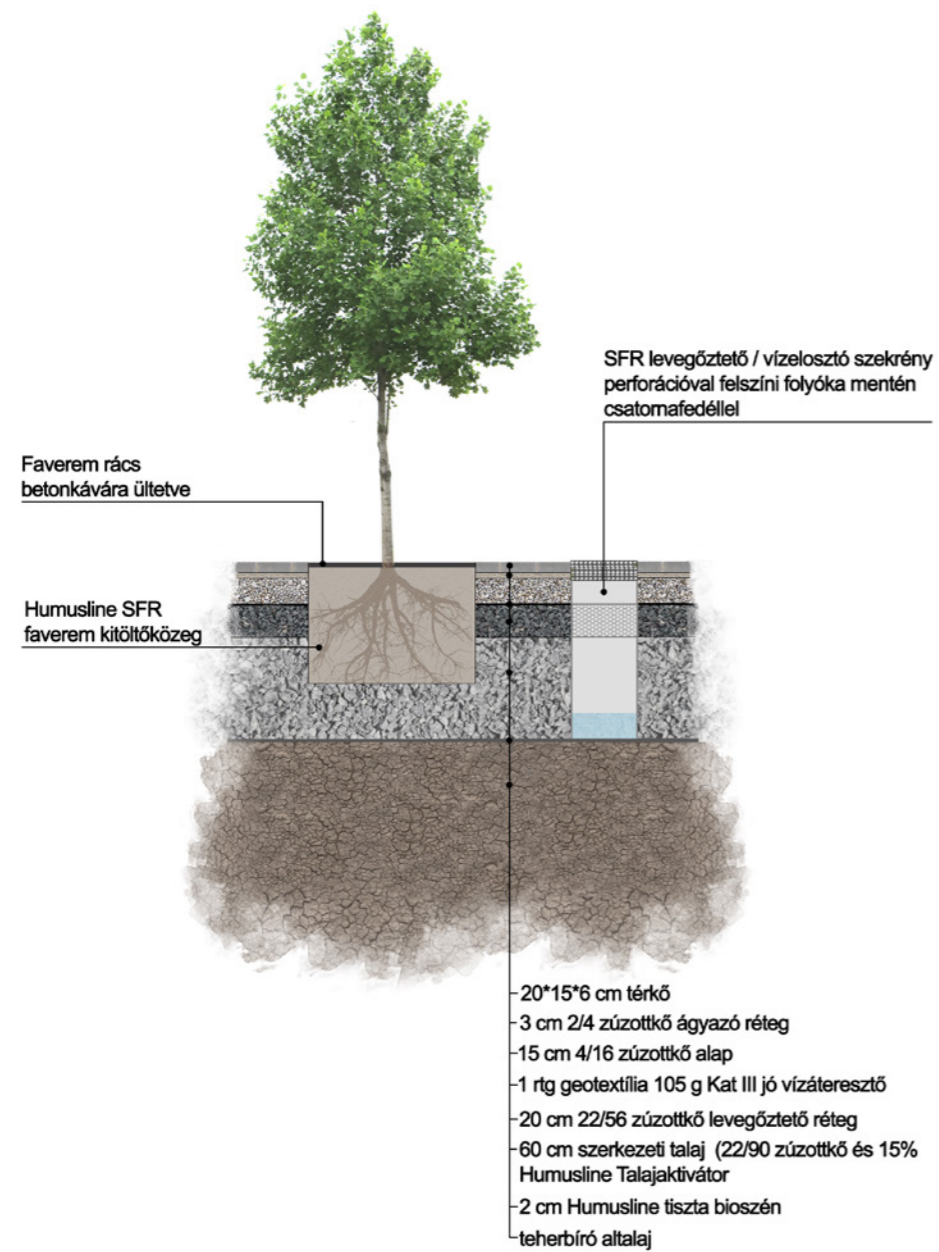 SFR levegőztető / vízelosztó szekrény
perforációval felszíni folyóka mentén
csatornafedéllel
Faverem rács
betonkávára ültetve
Humusline SFR
faverem kitöltőközeg
20*15*6 cm térkő
3 cm 2/4 zúzottkő ágyazó réteg
15 cm 4/16 zúzottkő alap
1 rtg geotextília 105 g Kat III jó vízáteresztő
20 cm 22/56 zúzottkő levegőztető réteg
60 cm szerkezeti talaj (22/90 zúzottkő és 15%
Humusline Talajaktivátor
2 cm Humusline tiszta bioszén
teherbíró altalaj